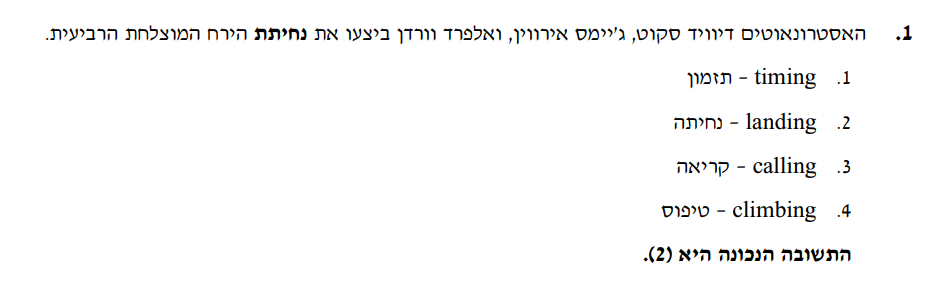 1. האסטרונאוטים דיוויד סקוט, ג'יימס אירווין, ואלפרד וורדן ביצעו את נחיתת הירח המוצלחת הרביעית.
1. timing – תזמון
2. landing – נחיתה
3. calling – קריאה
4. climbing – טיפוס
התשובה הנכונה היא (2).